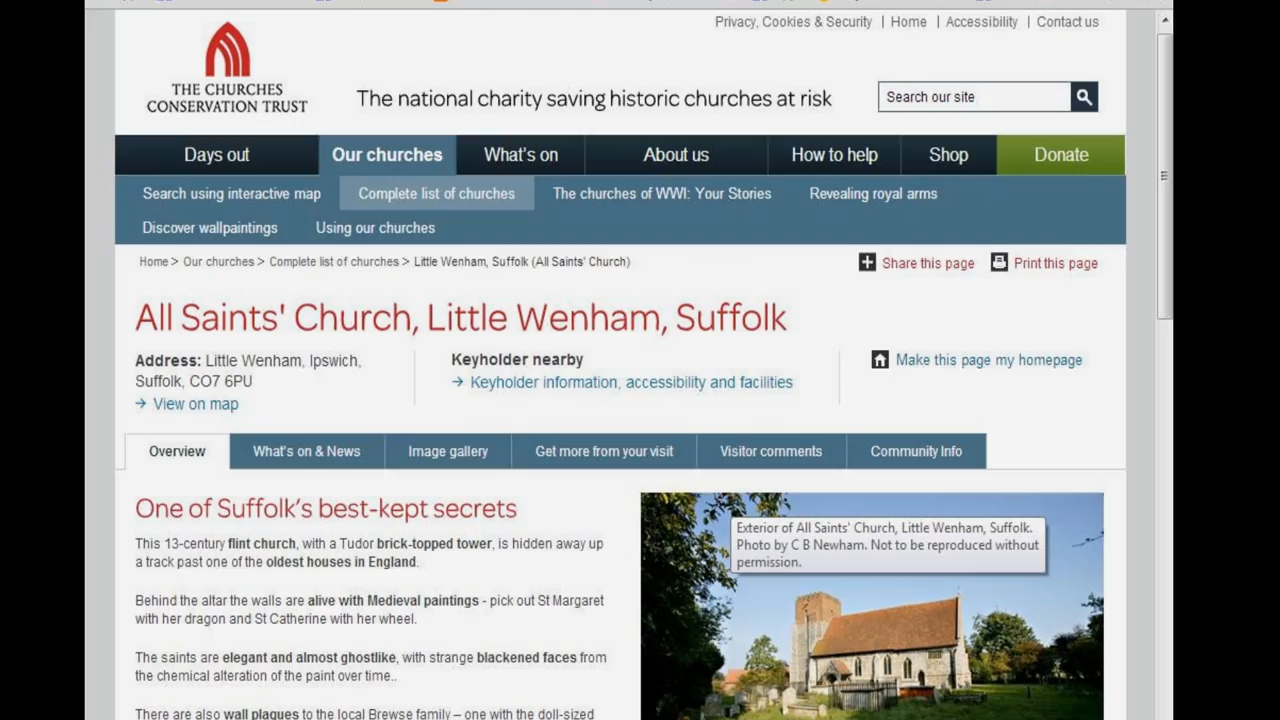 Privacy, Cookies & Security | Home | Accessibility | Contact us
THE CHURCHES
CONSERVATION TRUST
The national charity saving historic churches at risk
Search our site
Days out
Our churches
What's on
About us
How to help
Shop
Donate
Search using interactive map
Complete list of churches
The churches of WWI: Your Stories
Revealing royal arms
Discover wallpaintings
Using our churches
Home > Our churches > Complete list of churches > Little Wenham, Suffolk (All Saints' Church)
Share this page
Print this page
All Saints' Church, Little Wenham, Suffolk
Address: Little Wenham, Ipswich,
Suffolk, CO7 6PU
→ View on map
Keyholder nearby
→ Keyholder information, accessibility and facilities
Make this page my homepage
Overview
What's on & News
Image gallery
Get more from your visit
Visitor comments
Community Info
One of Suffolk's best-kept secrets
This 13-century flint church, with a Tudor brick-topped tower, is hidden away up
a track past one of the oldest houses in England.
Behind the altar the walls are alive with Medieval paintings - pick out St Margaret
with her dragon and St Catherine with her wheel.
The saints are elegant and almost ghostlike, with strange blackened faces from
the chemical alteration of the paint over time..
There are also wall plaques to the local Brewse family – one with the doll-sized
Exterior of All Saints' Church, Little Wenham, Suffolk.
Photo by C B Newham. Not to be reproduced without
permission.